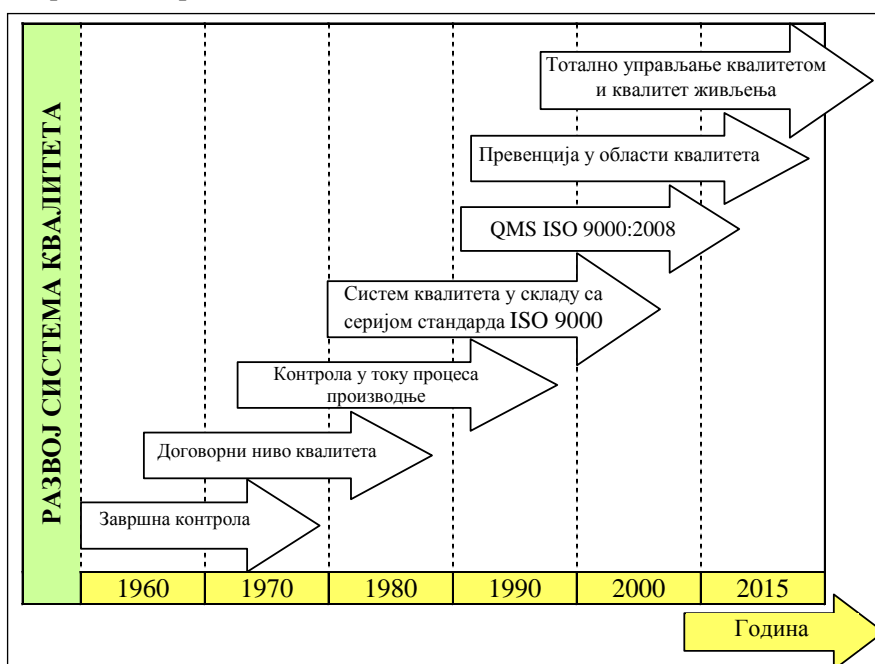 РАЗВОЈ СИСТЕМА КВАЛИТЕТА
Тотално управљање квалитетом
и квалитет живљења
Превенција у области квалитета
QMS ISO 9000:2008
Систем квалитета у складу са
серијом стандарда ISO 9000
Контрола у току процеса
производње
Договорни ниво квалитета
Завршна контрола
1960 1970 1980 1990 2000 2015
Година